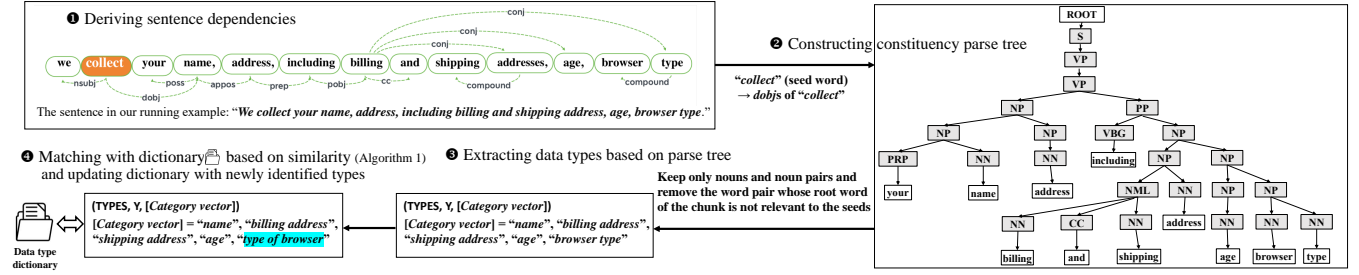 ❶ Deriving sentence dependencies
conj
conj
conj
we collect your name, address, including billing and shipping addresses, age, browser type
nsubj
poss
dobj
appos
prep
pobj
cc
compound
compound
The sentence in our running example: “We collect your name, address, including billing and shipping address, age, browser type.”
❷ Constructing constituency parse tree
“collect” (seed word)
→ dobjs of “collect”
ROOT
S
VP
VP
NP PP
NP NP VBG NP
PRP NN NN including NP NP
your name address NML NN NP NP
NN CC NN address NN NN NN
billing and shipping age browser type
❸ Extracting data types based on parse tree
Keep only nouns and noun pairs and
remove the word pair whose root word
of the chunk is not relevant to the seeds
(TYPES, Y, [Category vector])
[Category vector] = “name”, “billing address”,
“shipping address”, “age”, “browser type”
❹ Matching with dictionary based on similarity (Algorithm 1)
and updating dictionary with newly identified types
(TYPES, Y, [Category vector])
[Category vector] = “name”, “billing address”,
“shipping address”, “age”, “type of browser”
Data type
dictionary